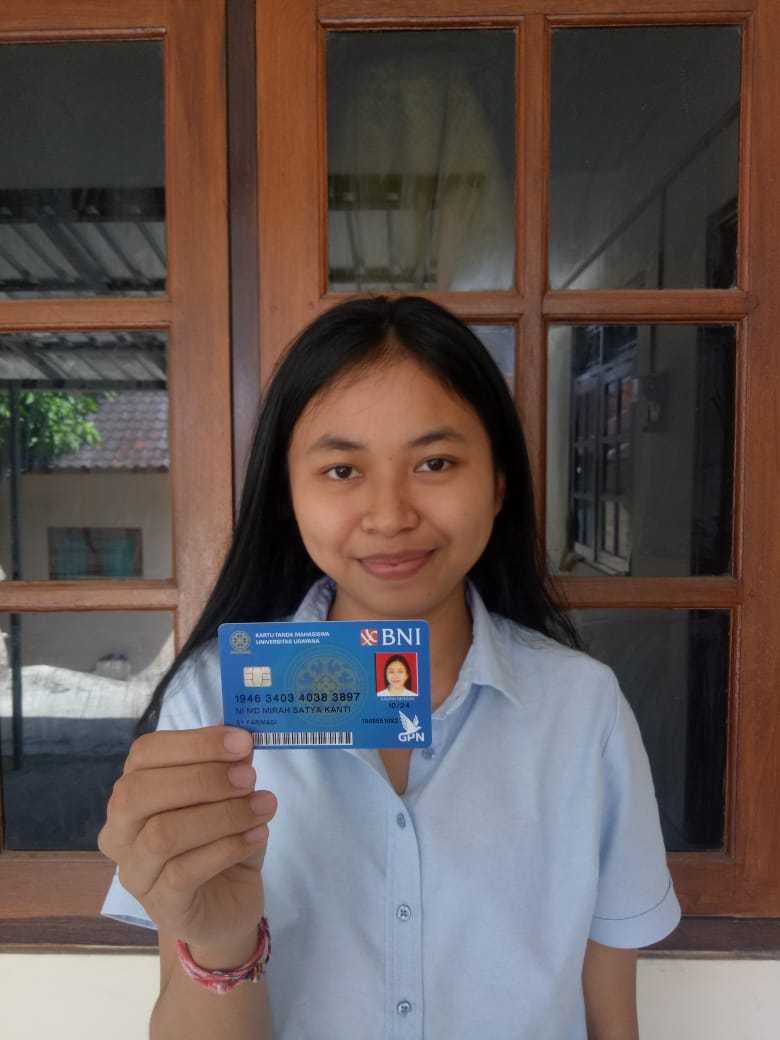 KARTU TANDA MAHASISWA
UNIVERSITAS UDAYANA
BNI
1946 3403 4038 3897
NI MD MIRAH SATYA KANTI
10/24
S1 FARMASI
GPN